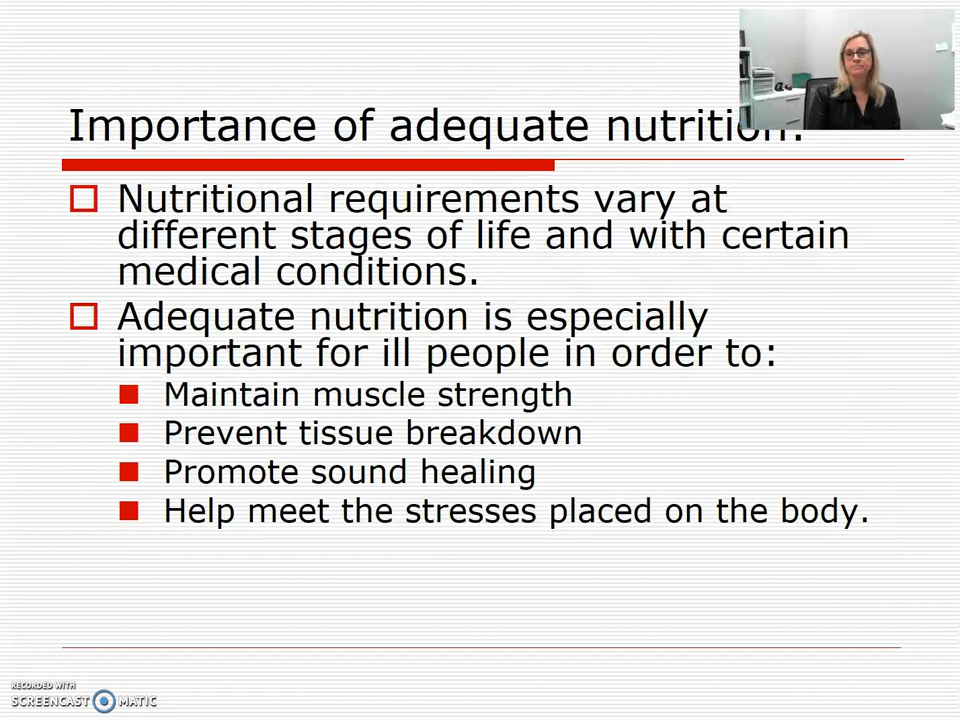 Importance of adequate nutrition:
Nutritional requirements vary at
different stages of life and with certain
medical conditions.
Adequate nutrition is especially
important for ill people in order to:
Maintain muscle strength
Prevent tissue breakdown
Promote sound healing
Help meet the stresses placed on the body.
RECORDED WITH
SCREENCAST MATIC